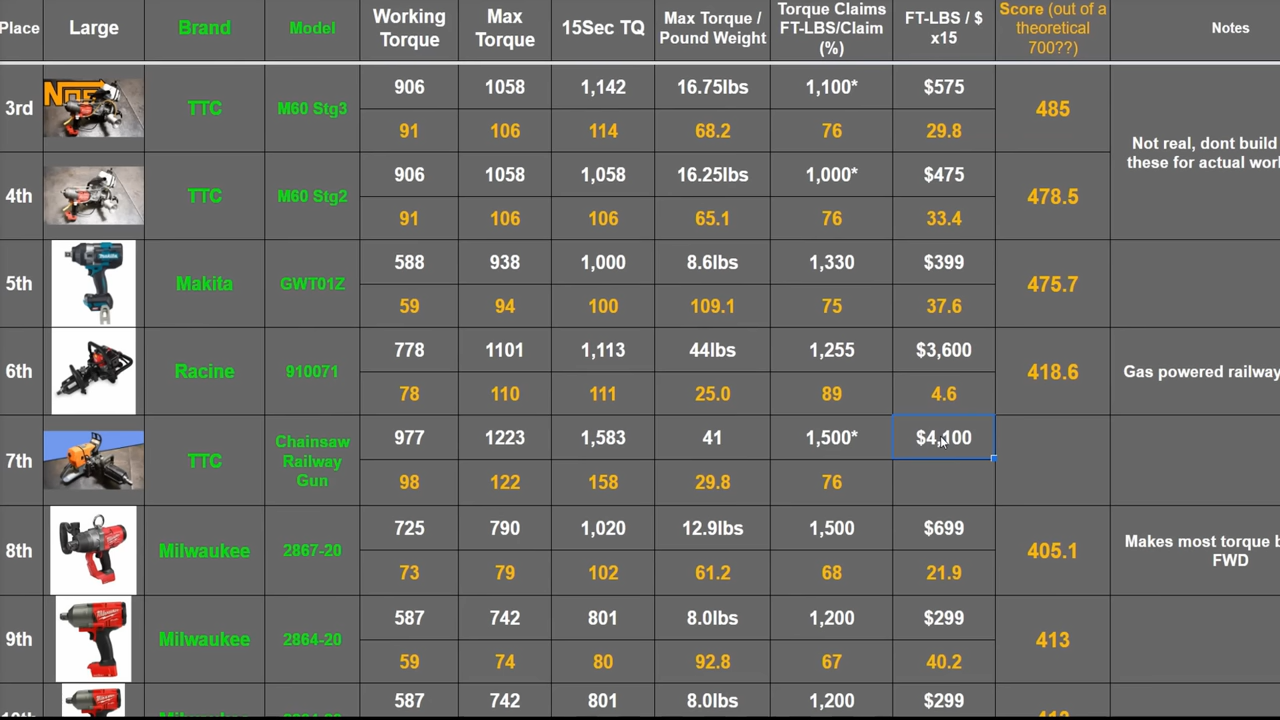 Place Large Brand Model Working Torque Max Torque 15Sec TQ Max Torque / Pound Weight Torque Claims FT-LBS/Claim (%) FT-LBS / $ x15 Score (out of a theoretical 700??) Notes
3rd TTC M60 Stg3 906 1058 1,142 16.75lbs 1,100* $575 485
91 106 114 68.2 76 29.8
Not real, dont build
these for actual
4th TTC M60 Stg2 906 1058 1,058 16.25lbs 1,000* $475 478.5
91 106 106 65.1 76 33.4
5th Makita GWT01Z 588 938 1,000 8.6lbs 1,330 $399 475.7
59 94 100 109.1 75 37.6
6th Racine 910071 778 1101 1,113 44lbs 1,255 $3,600 418.6 Gas powered railway
78 110 111 25.0 89 4.6
7th TTC Chainsaw Railway Gun 977 1223 1,583 41 1,500* $4,100
98 122 158 29.8 76
8th Milwaukee 2867-20 725 790 1,020 12.9lbs 1,500 $699 405.1 Makes most torque
FWD
73 79 102 61.2 68 21.9
9th Milwaukee 2864-20 587 742 801 8.0lbs 1,200 $299 413
59 74 80 92.8 67 40.2
587 742 801 8.0lbs 1,200 $299